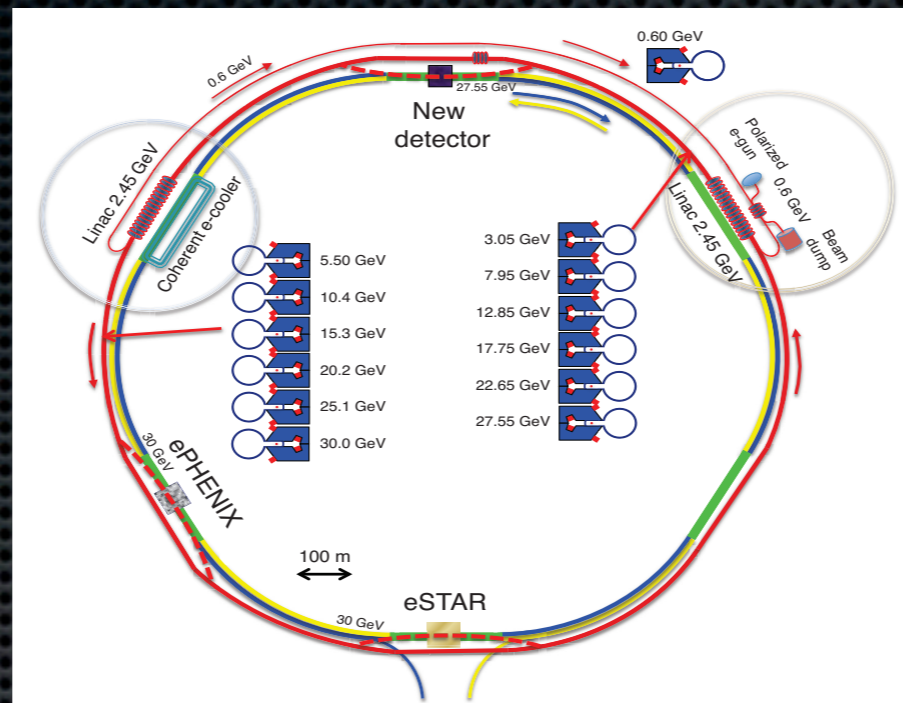 0.60 GeV
0.6 GeV
27.55 GeV
New
detector
Linac 2.45 GeV
Coherent e-cooler
Polarized
e-gun
0.6 GeV
Beam
dump
Linac 2.45 GeV
5.50 GeV
10.4 GeV
15.3 GeV
20.2 GeV
25.1 GeV
30.0 GeV
3.05 GeV
7.95 GeV
12.85 GeV
17.75 GeV
22.65 GeV
27.55 GeV
30 GeV
ePHENIX
100 m
eSTAR
30 GeV